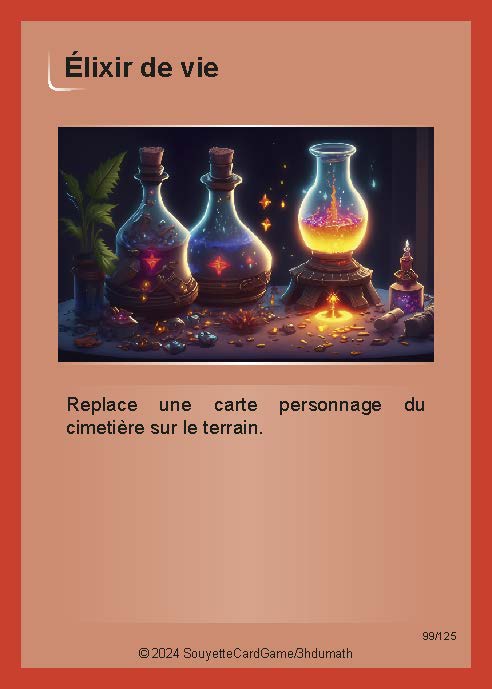 Élixir de vie
Replace une carte personnage du
cimetière sur le terrain.
99/125
© 2024 SouyetteCardGame/3hdumath